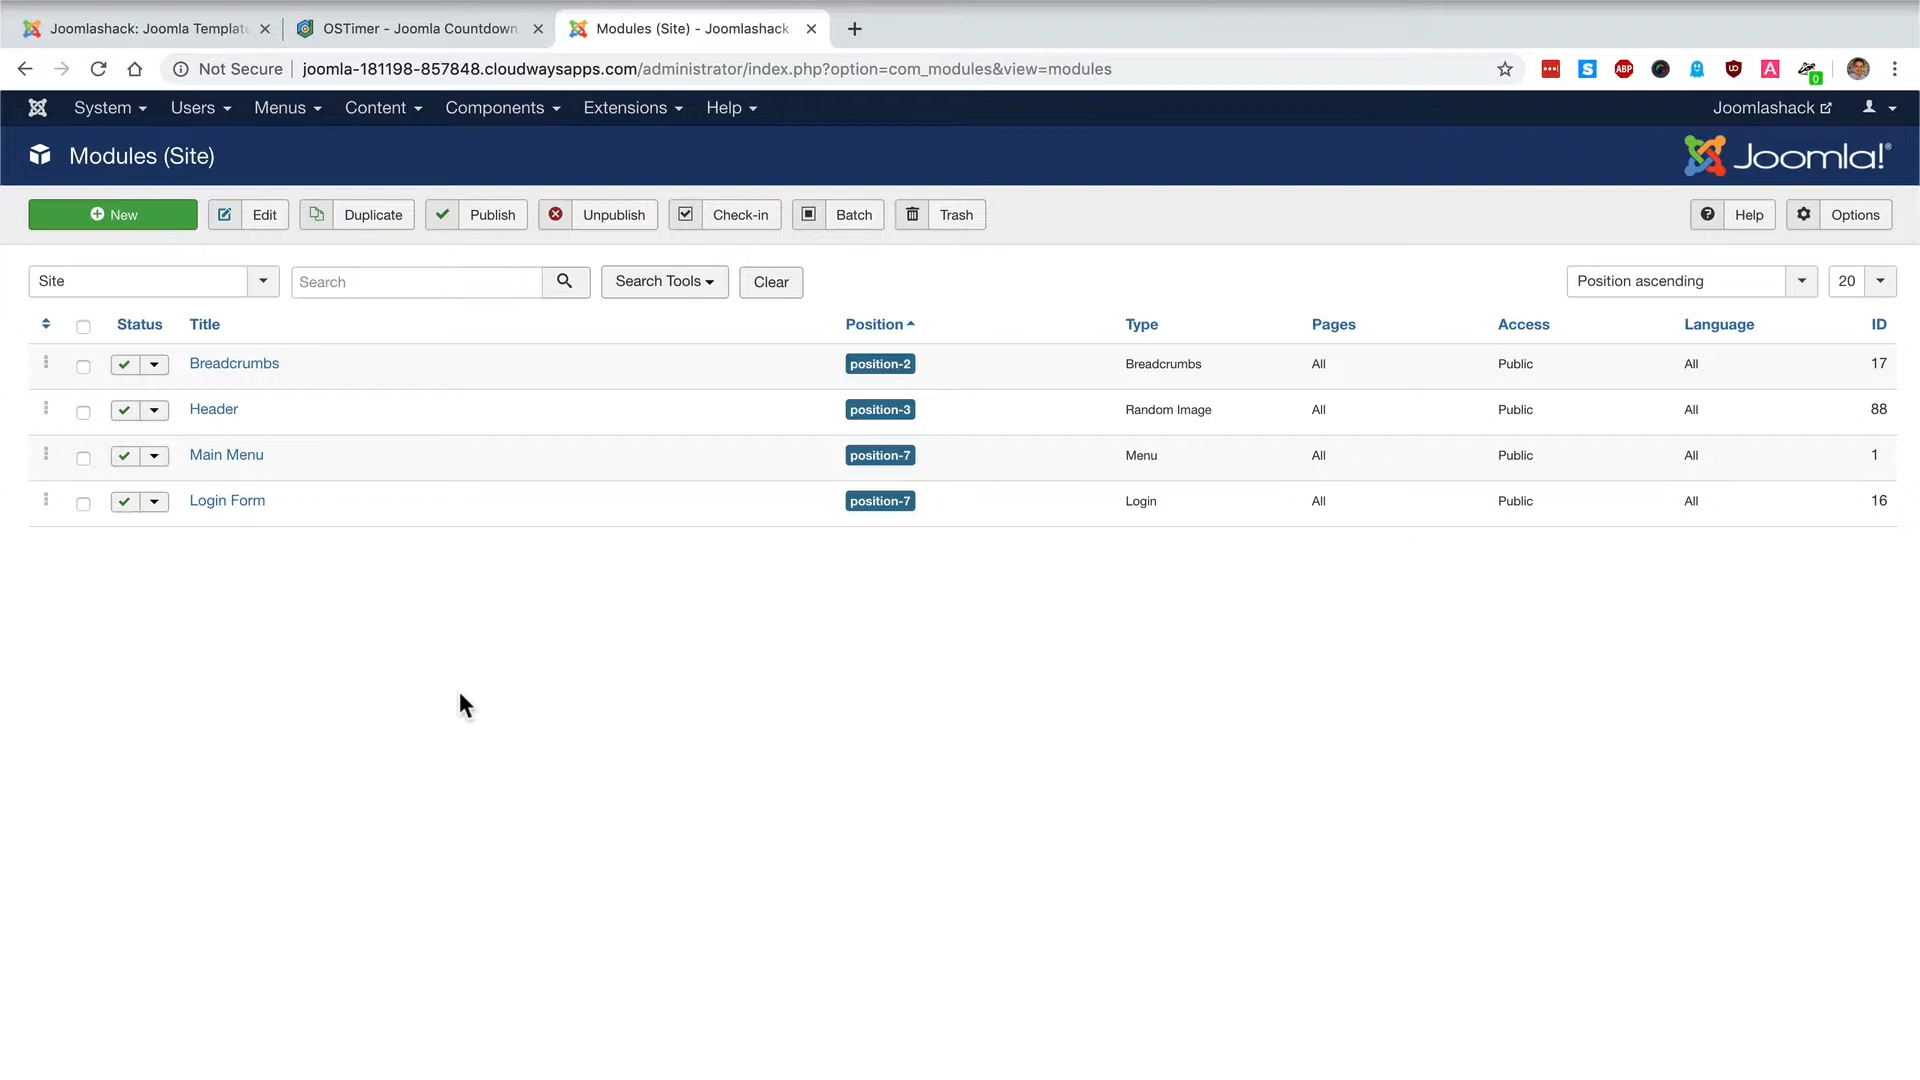 Joomlashack: Joomla Templat
OSTimer - Joomla Countdown
Modules (Site) - Joomlashack
Not Secure
joomla-181198-857848.cloudwaysapps.com/administrator/index.php?option=com_modules&view=modules
S
ABP
A
0
System Users Menus Content Components Extensions Help
Joomlashack
Modules (Site)
Joomla!®
New
Edit
Duplicate
Publish
Unpublish
Check-in
Batch
Trash
Help
Options
Site
Search
Search Tools
Clear
Position ascending
20
Status Title Position Type Pages Access Language ID
Breadcrumbs position-2 Breadcrumbs All Public All 17
Header position-3 Random Image All Public All 88
Main Menu position-7 Menu All Public All 1
Login Form position-7 Login All Public All 16